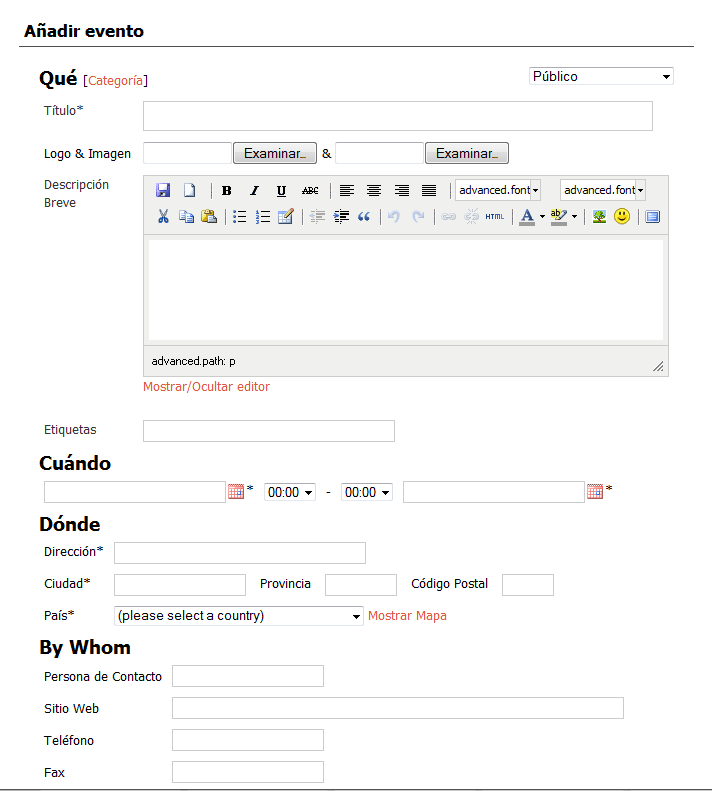 Añadir evento
Qué [Categoría] Público
Título*
Logo & Imagen Examinar... & Examinar...
Descripción
Breve
B I U ABC advanced.font advanced.font
HTML A ab
advanced.path: p
Mostrar/Ocultar editor
Etiquetas
Cuándo
* 00:00 - 00:00 *
Dónde
Dirección*
Ciudad* Provincia Código Postal
País* (please select a country) Mostrar Mapa
By Whom
Persona de Contacto
Sitio Web
Teléfono
Fax